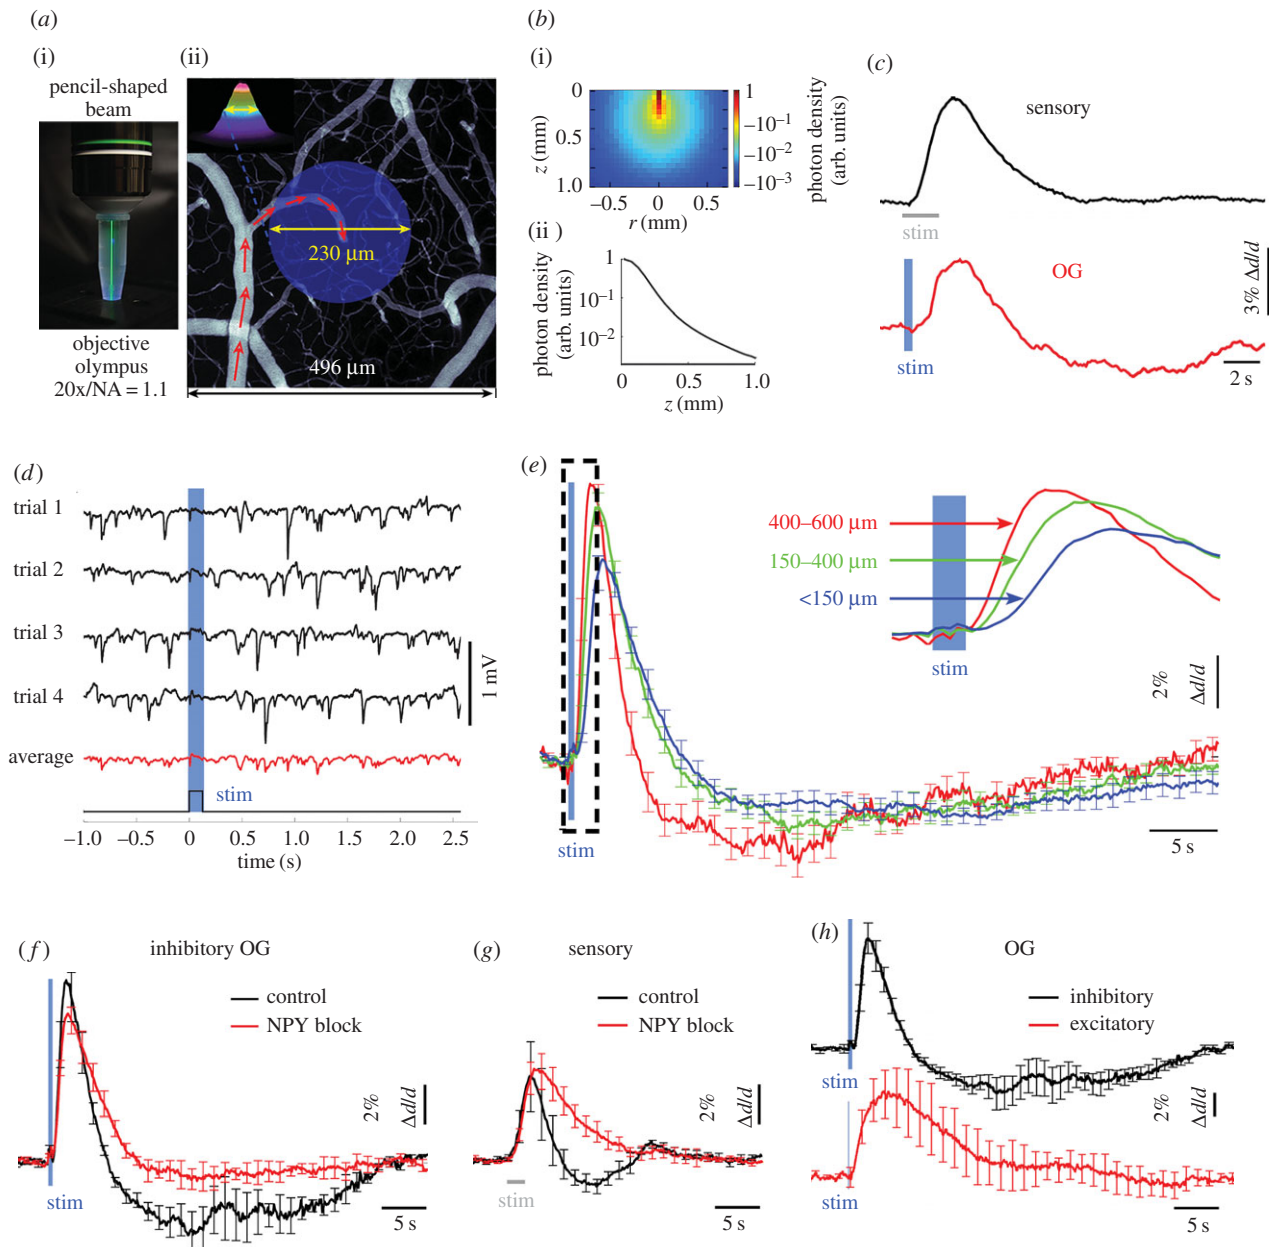 (a)
(i)
pencil-shaped
beam
objective
olympus
20x/NA = 1.1
(ii)
230 μm
496 μm
(b)
(i)
0
0.5
1.0
z (mm)
−0.5
0
0.5
r (mm)
1
−10⁻¹
−10⁻²
−10⁻³
photon density
(arb. units)
(ii)
photon density
(arb. units)
1
10⁻¹
10⁻²
0
0.5
1.0
z (mm)
(c)
sensory
stim
OG
stim
3% Δd/d
2 s
(d)
trial 1
trial 2
trial 3
trial 4
average
stim
1 mV
−1.0 −0.5 0 0.5 1.0 1.5 2.0 2.5
time (s)
(e)
400–600 μm
150–400 μm
<150 μm
stim
2%
Δd/d
stim
5 s
(f)
inhibitory OG
control
NPY block
2%
Δd/d
stim
5 s
(g)
sensory
control
NPY block
2%
Δd/d
stim
5 s
(h)
OG
inhibitory
excitatory
stim
2%
Δd/d
stim
5 s